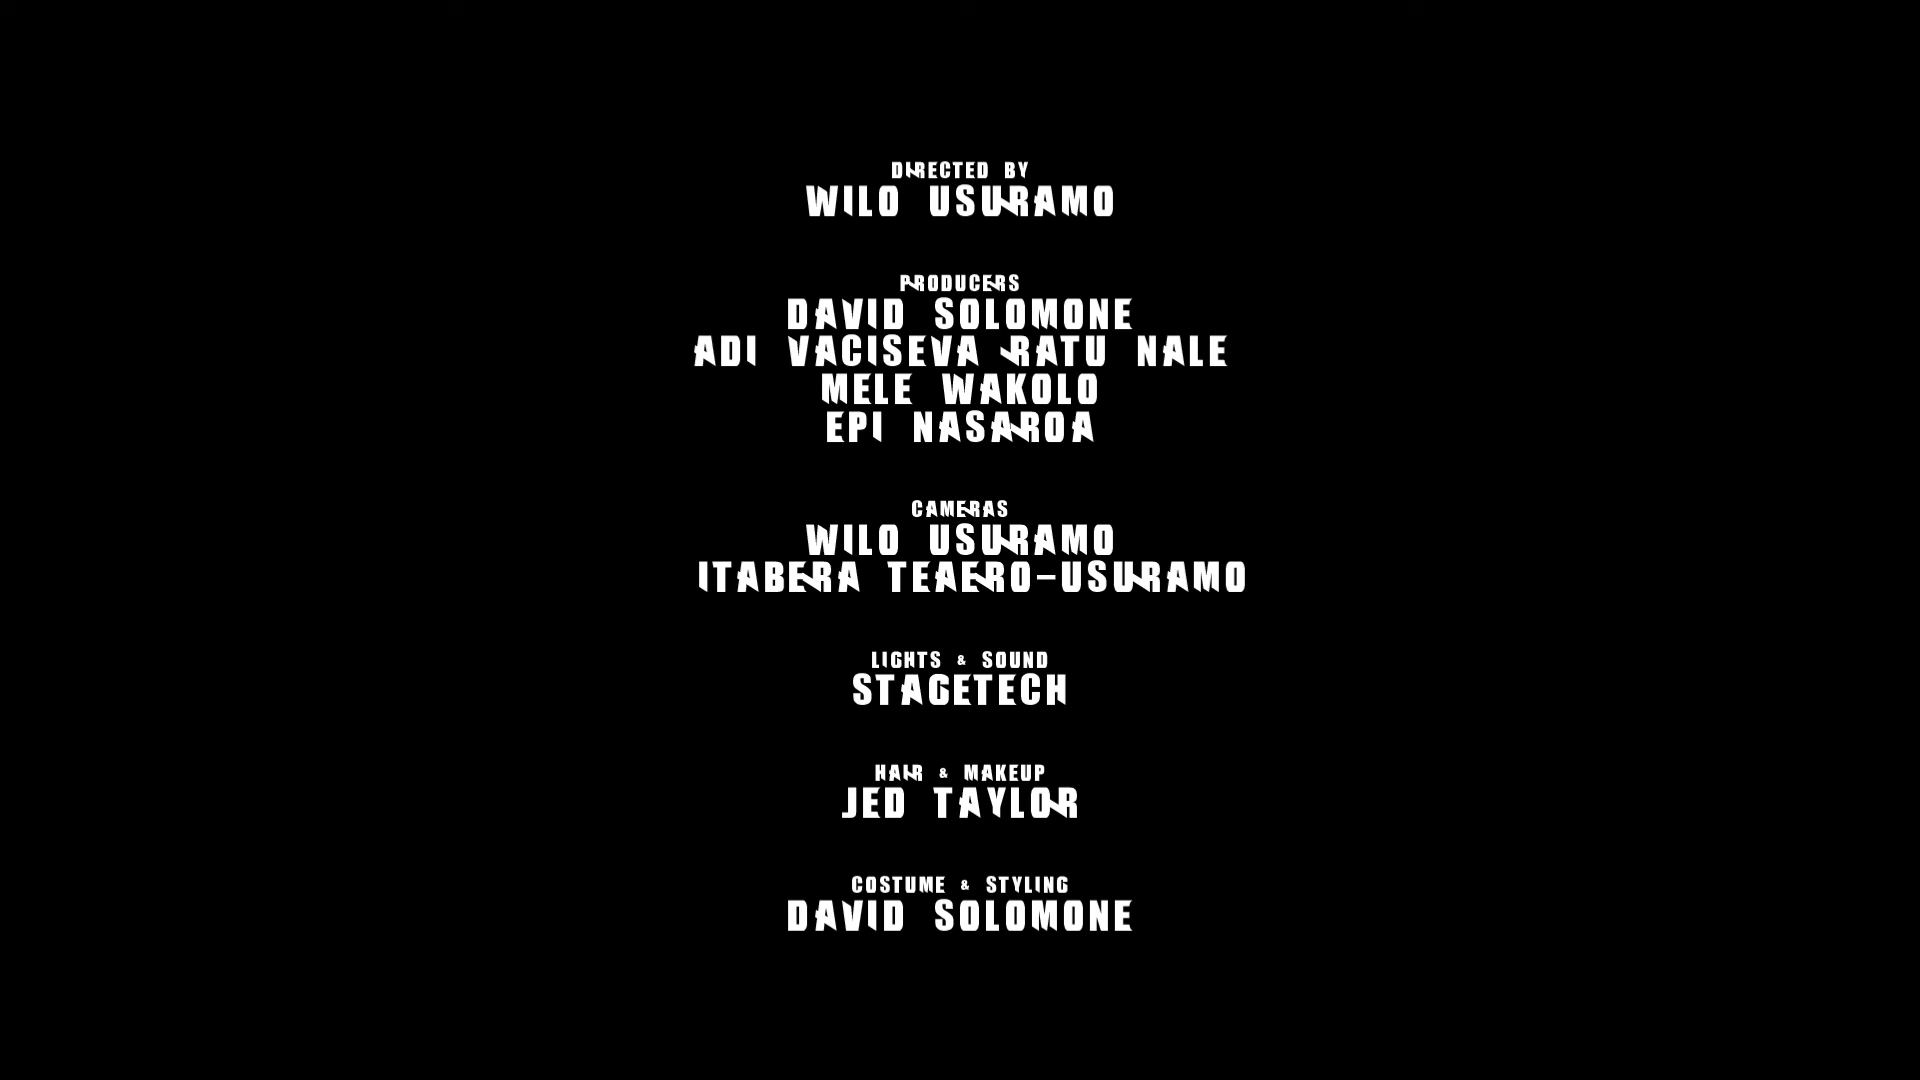 DIRECTED BY
WILO USURAMO
PRODUCERS
DAVID SOLOMONE
ADI VACISEVA RATU NALE
MELE WAKOLO
EPI NASAROA
CAMERAS
WILO USURAMO
ITABERA TEAERO-USURAMO
LIGHTS & SOUND
STAGETECH
HAIR & MAKEUP
JED TAYLOR
COSTUME & STYLING
DAVID SOLOMONE